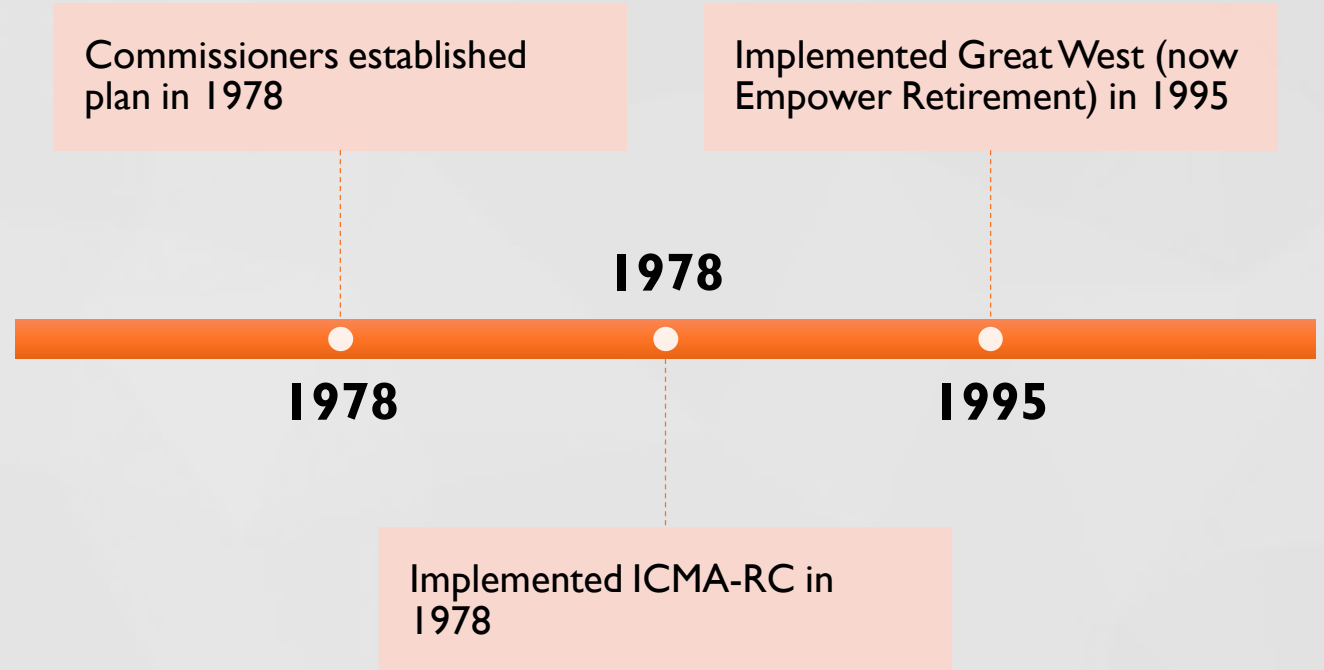 Commissioners established
plan in 1978
Implemented Great West (now
Empower Retirement) in 1995
1978
1978
1995
Implemented ICMA-RC in
1978